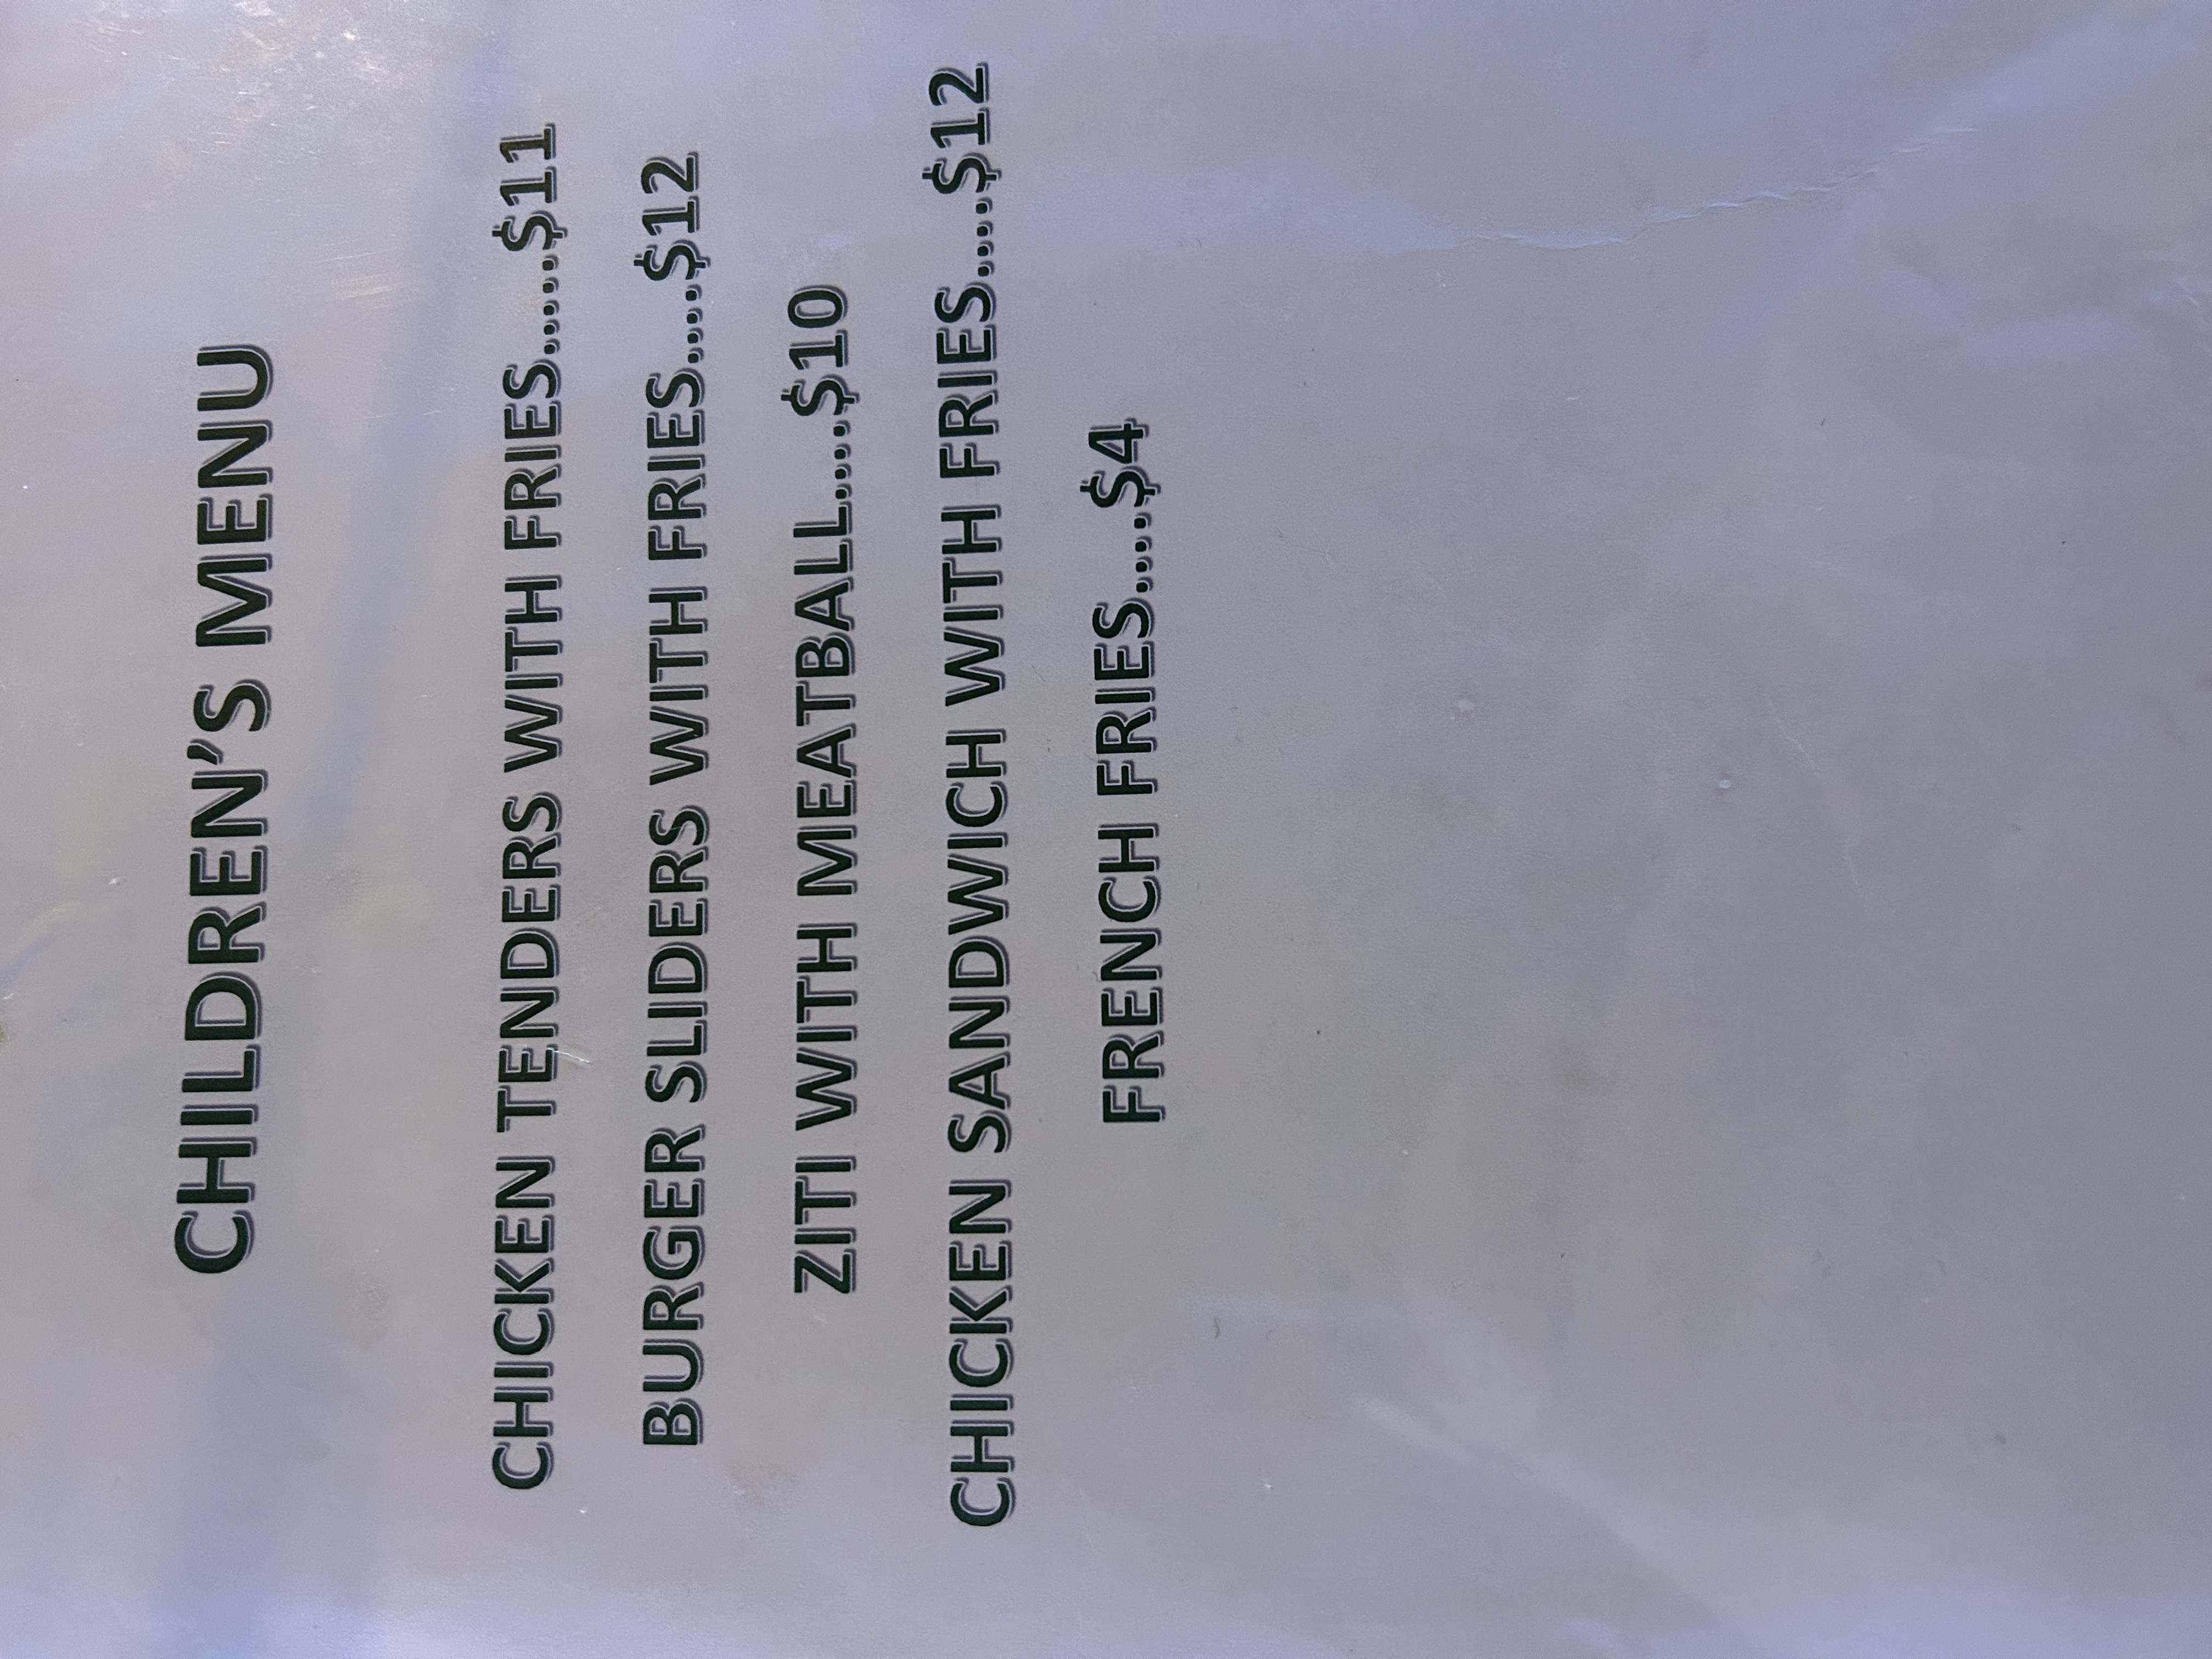 CHILDREN'S MENU
CHICKEN TENDERS WITH FRIES......$11
BURGER SLIDERS WITH FRIES.....$12
ZITI WITH MEATBALL.....$10
CHICKEN SANDWICH WITH FRIES.....$12
FRENCH FRIES.....$4